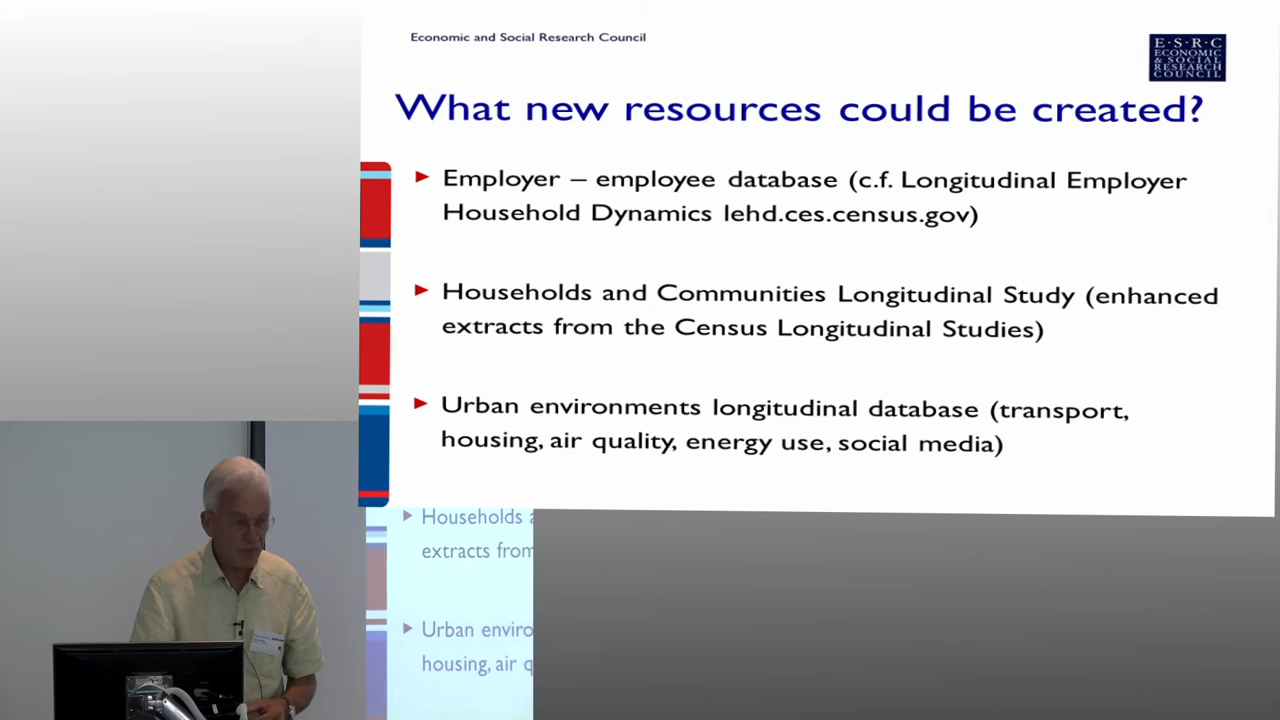 Economic and Social Research Council
E·S·R·C
ECONOMIC
& SOCIAL
RESEARCH
COUNCIL
What new resources could be created?
Employer – employee database (c.f. Longitudinal Employer
Household Dynamics lehd.ces.census.gov)
Households and Communities Longitudinal Study (enhanced
extracts from the Census Longitudinal Studies)
Urban environments longitudinal database (transport,
housing, air quality, energy use, social media)
Households a
extracts from
Urban enviro
housing, air q